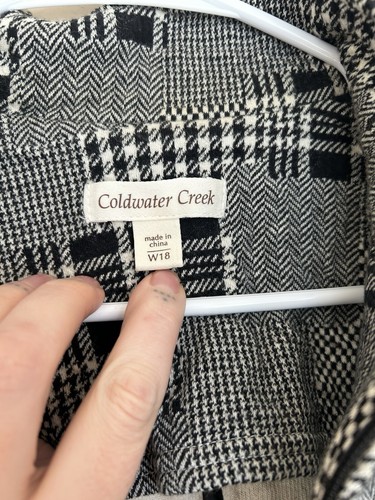 Coldwater Creek
made in
china
W18